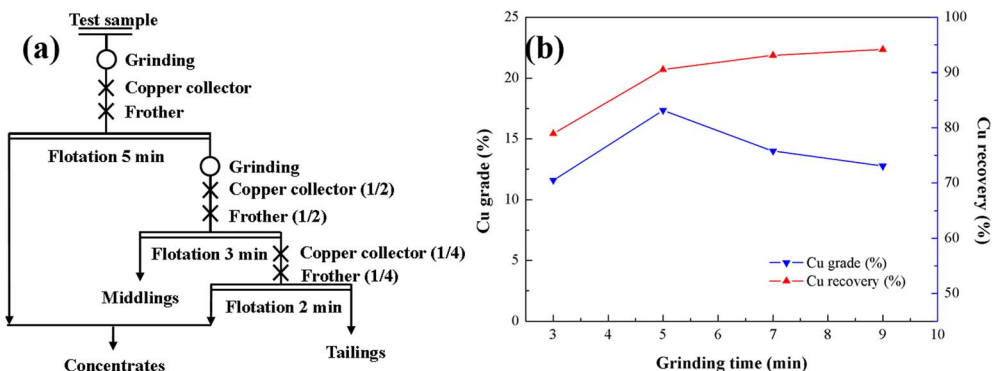 (a)
Test sample
Grinding
Copper collector
Frother
Flotation 5 min
Grinding
Copper collector (1/2)
Frother (1/2)
Flotation 3 min
Copper collector (1/4)
Frother (1/4)
Middlings
Flotation 2 min
Tailings
Concentrates
(b)
Cu grade (%)
25
20
15
10
5
0
3
4
5
6
7
8
9
10
Grinding time (min)
Cu grade (%)
Cu recovery (%)
100
90
80
70
60
50
Cu recovery (%)